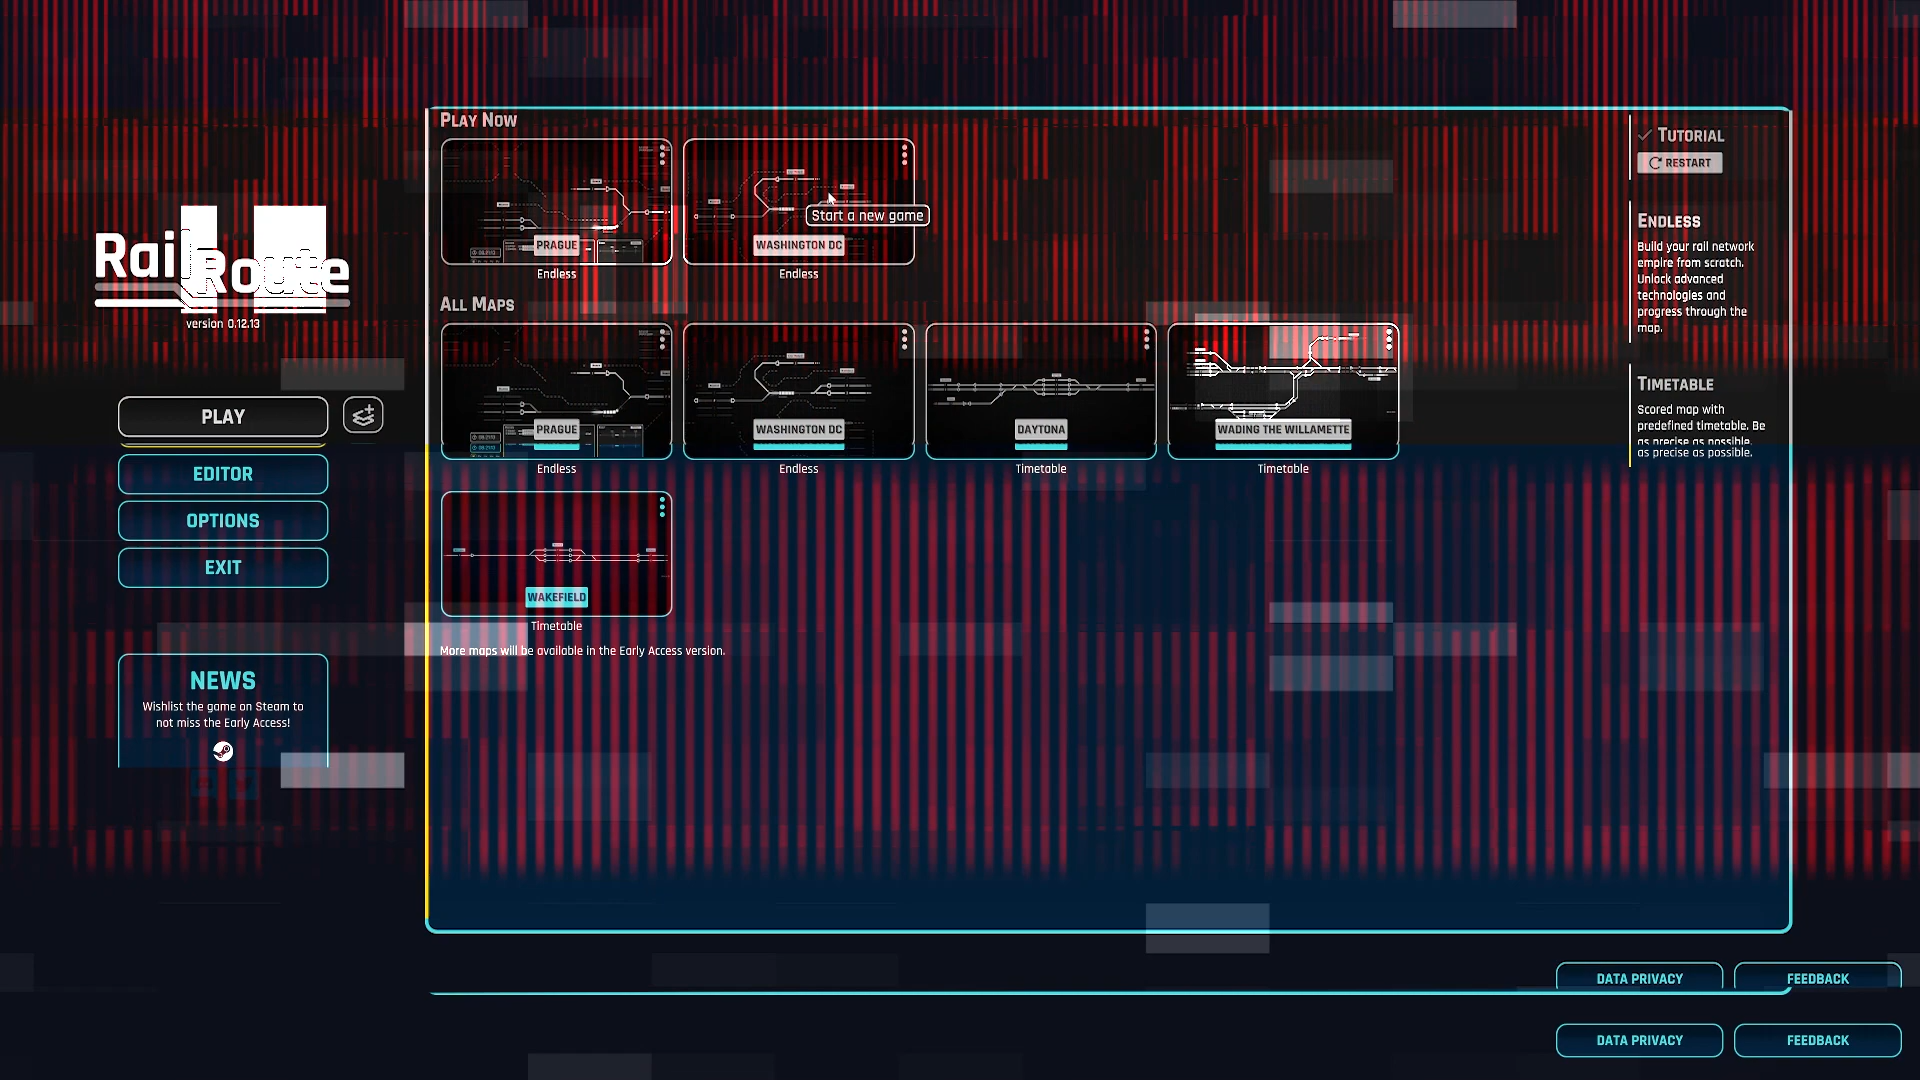 Rail Route
version 0.12.13
PLAY
EDITOR
OPTIONS
EXIT
NEWS
Wishlist the game on Steam to
not miss the Early Access!
PLAY NOW
PRAGUE
Endless
WASHINGTON DC
Start a new game
Endless
ALL MAPS
PRAGUE
Endless
WASHINGTON DC
Endless
DAYTONA
Timetable
WADING THE WILLAMETTE
Timetable
WAKEFIELD
Timetable
More maps will be available in the Early Access version.
TUTORIAL
RESTART
ENDLESS
Build your rail network
empire from scratch.
Unlock advanced
technologies and
progress through the
map.
TIMETABLE
Scored map with
predefined timetable. Be
as precise as possible.
as precise as possible.
DATA PRIVACY
FEEDBACK
DATA PRIVACY
FEEDBACK